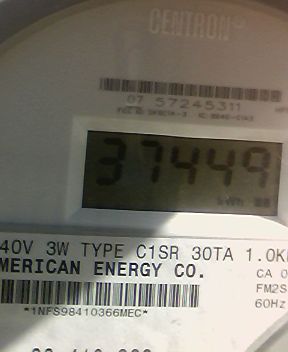 CENTRON
07 57245311
37449
kWh
40V 3W TYPE C1SR 30TA 1.0K
MERICAN ENERGY CO.
CA 0
FM2S
60Hz
*1NFS98410366MEC*